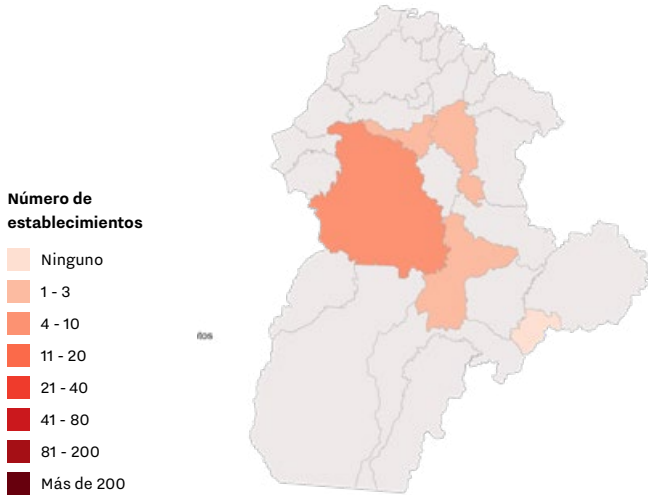 Número de
establecimientos
Ninguno
1 - 3
4 - 10
11 - 20
21 - 40
41 - 80
81 - 200
Más de 200